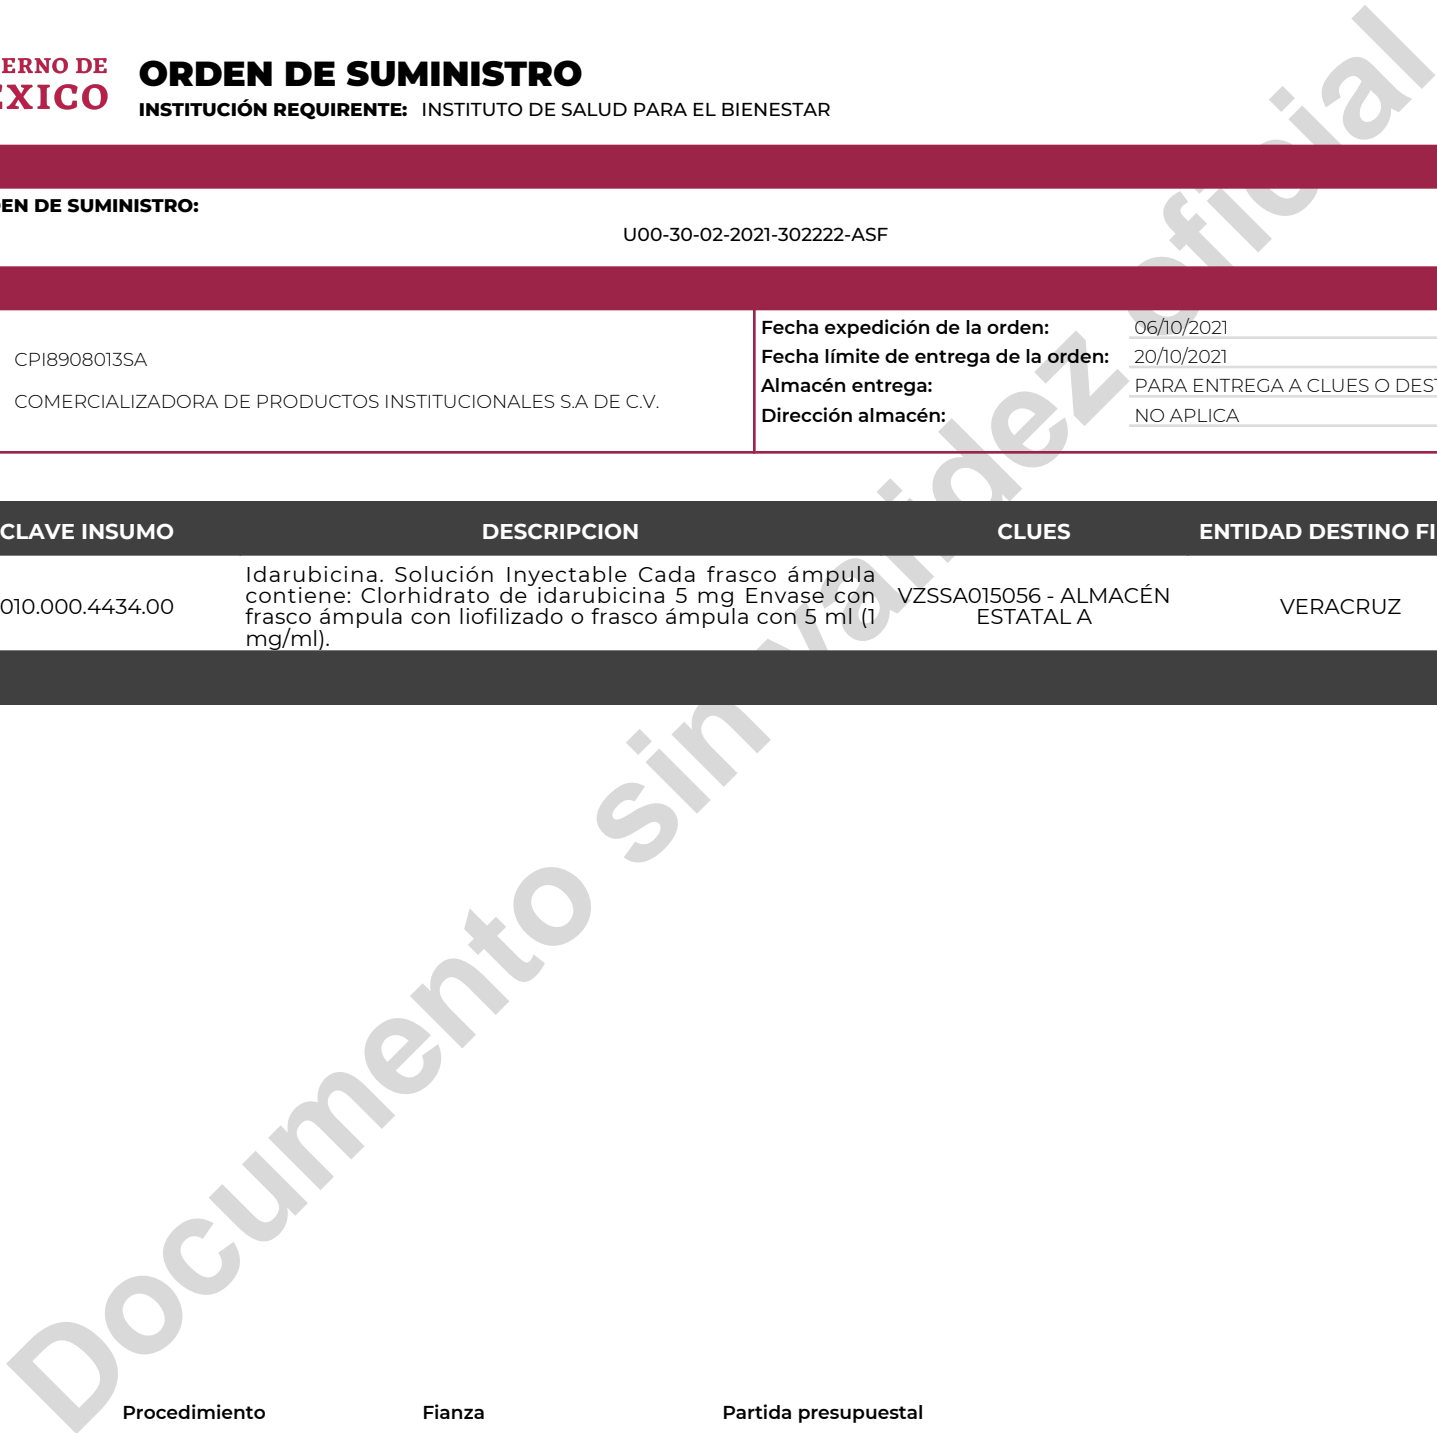 ERNO DE
EXICO
ORDEN DE SUMINISTRO
INSTITUCIÓN REQUIRENTE: INSTITUTO DE SALUD PARA EL BIENESTAR
EN DE SUMINISTRO:
U00-30-02-2021-302222-ASF
CPI8908013SA
COMERCIALIZADORA DE PRODUCTOS INSTITUCIONALES S.A DE C.V.
Fecha expedición de la orden: 06/10/2021
Fecha límite de entrega de la orden: 20/10/2021
Almacén entrega: PARA ENTREGA A CLUES O DEST
Dirección almacén: NO APLICA
CLAVE INSUMO DESCRIPCION CLUES ENTIDAD DESTINO FI
010.000.4434.00
Idarubicina. Solución Inyectable Cada frasco ámpula
contiene: Clorhidrato de idarubicina 5 mg Envase con
frasco ámpula con liofilizado o frasco ámpula con 5 ml (1
mg/ml).
VZSSA015056 - ALMACÉN
ESTATAL A
VERACRUZ
Documento sin validez oficial
Procedimiento Fianza Partida presupuestal